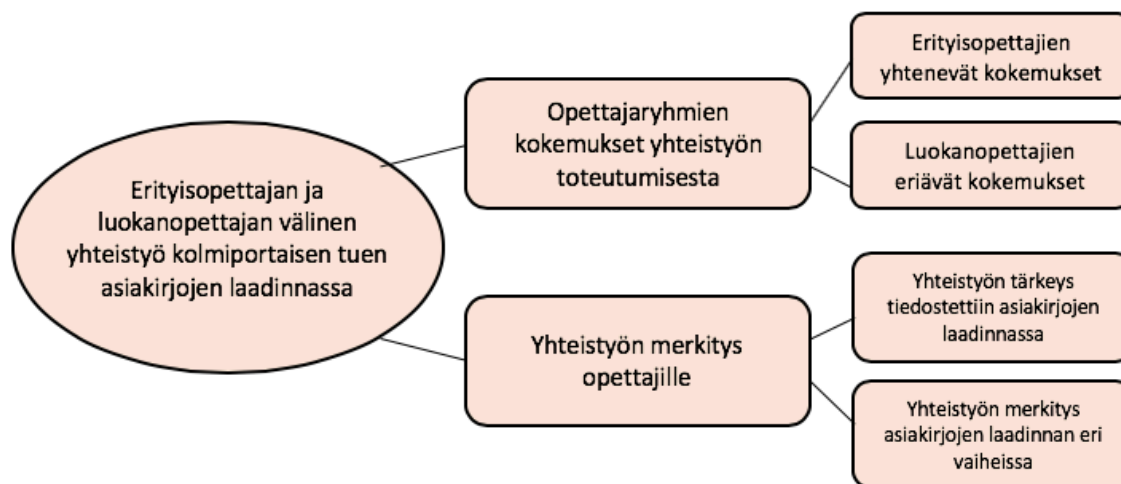 Erityisopettajan ja
luokanopettajan välinen
yhteistyö kolmiportaisen tuen
asiakirjojen laadinnassa
Opettajaryhmien
kokemukset yhteistyön
toteutumisesta
Erityisopettajien
yhtenevät kokemukset
Luokanopettajien
eriävät kokemukset
Yhteistyön merkitys
opettajille
Yhteistyön tärkeys
tiedostettiin asiakirjojen
laadinnassa
Yhteistyön merkitys
asiakirjojen laadinnan eri
vaiheissa